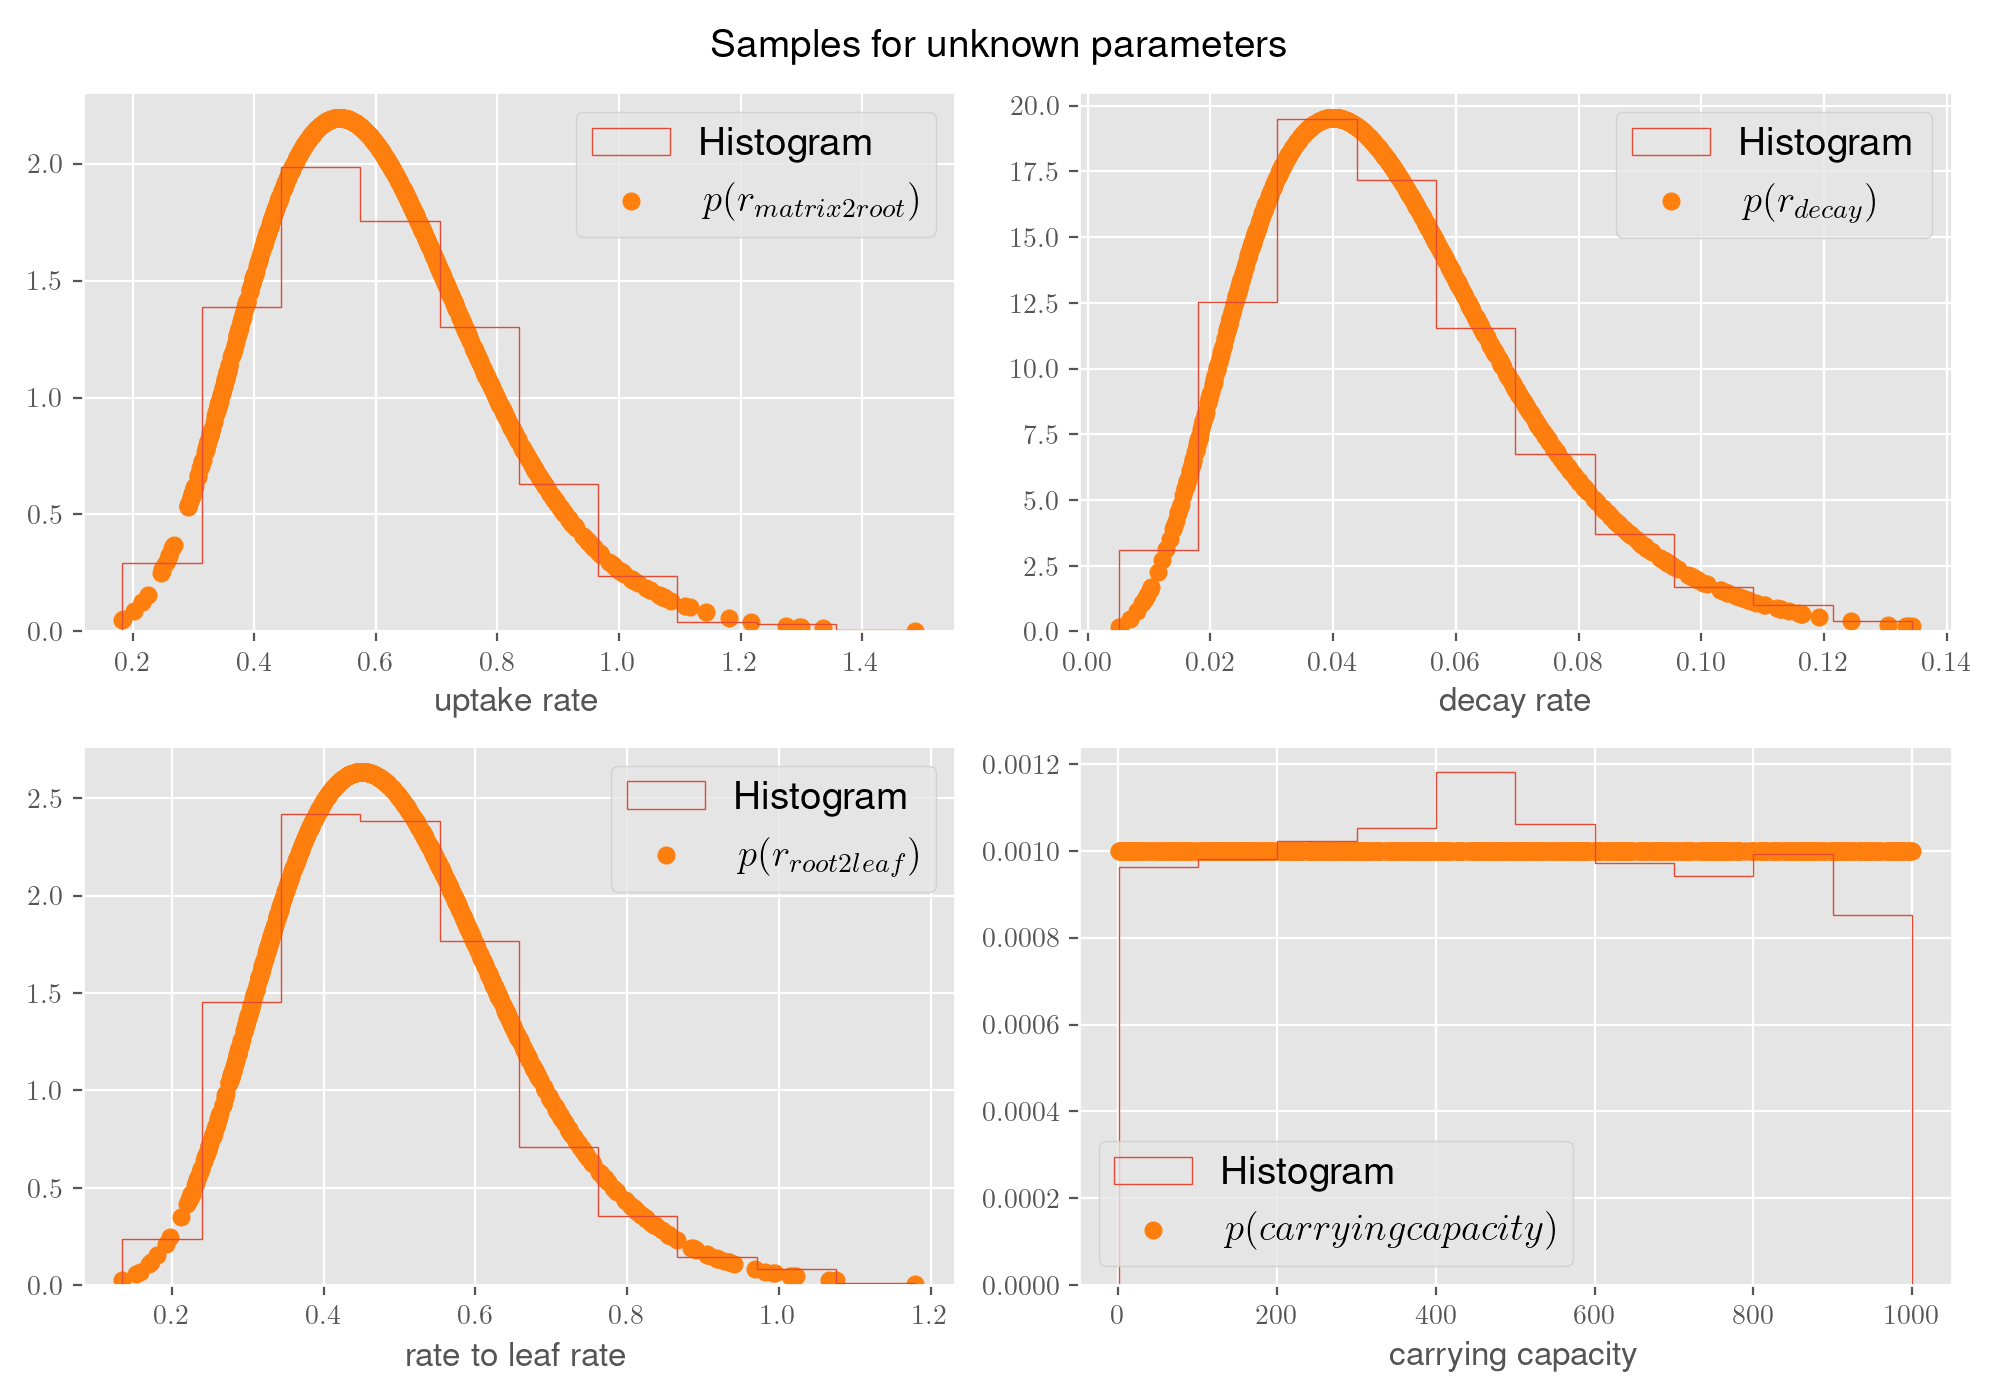 Samples for unknown parameters
Histogram
p(r_{matrix2root})
2.0
1.5
1.0
0.5
0.0
0.2 0.4 0.6 0.8 1.0 1.2 1.4
uptake rate
Histogram
p(r_{decay})
20.0
17.5
15.0
12.5
10.0
7.5
5.0
2.5
0.0
0.00 0.02 0.04 0.06 0.08 0.10 0.12 0.14
decay rate
Histogram
p(r_{root2leaf})
2.5
2.0
1.5
1.0
0.5
0.0
0.2 0.4 0.6 0.8 1.0 1.2
rate to leaf rate
0.0012
0.0010
0.0008
0.0006
0.0004
0.0002
0.0000
Histogram
p(carryingcapacity)
0 200 400 600 800 1000
carrying capacity